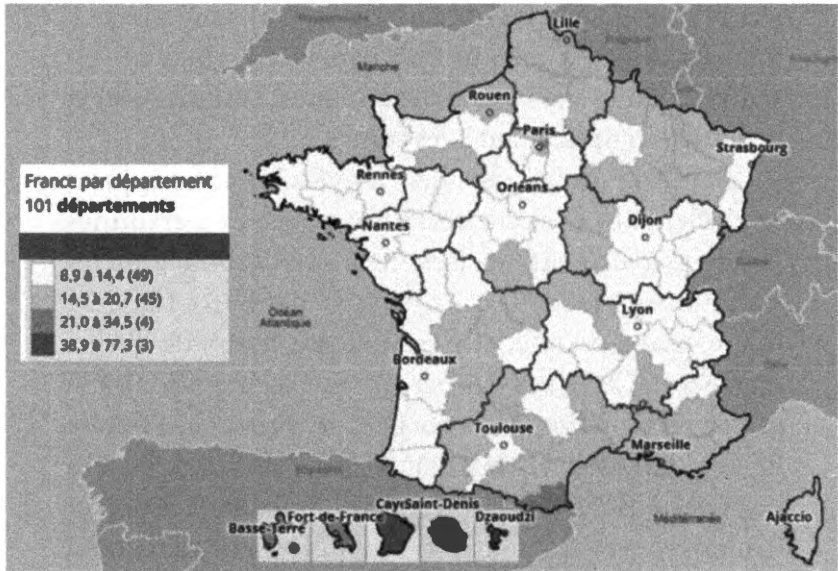 Lille
Manche
Rouen
Paris
Strasbourg
France par département
101 départements
Rennes
Orléans
Nantes
Dijon
8,9 à 14,4 (49)
14,5 à 20,7 (45)
21,0 à 34,5 (4)
38,9 à 77,3 (3)
Océan
Atlantique
Lyon
Bordeaux
Toulouse
Marseille
Saint-Denis
Fort-de-France
Dzaoudzi
Basse-Terre
Méditerranée
Ajaccio